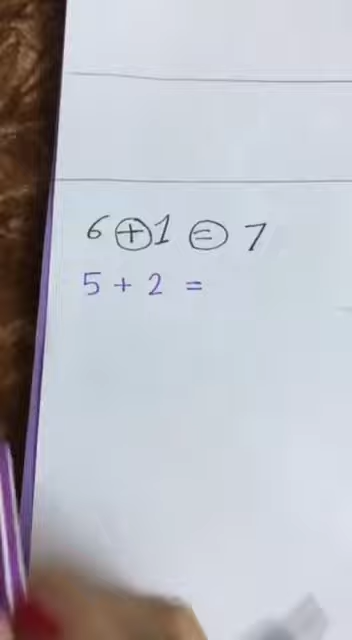 6 + 1 = 7
5 + 2 =